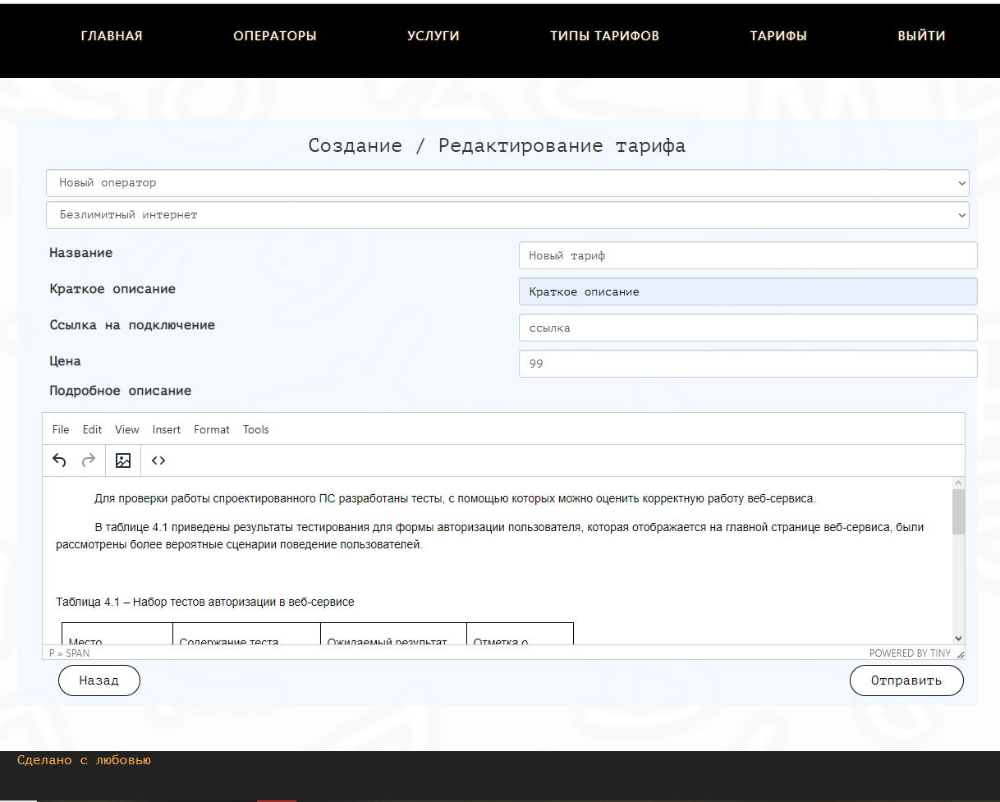 ГЛАВНАЯ ОПЕРАТОРЫ УСЛУГИ ТИПЫ ТАРИФОВ ТАРИФЫ ВЫЙТИ
Создание / Редактирование тарифа
Новый оператор
Безлимитный интернет
Название Новый тариф
Краткое описание Краткое описание
Ссылка на подключение ссылка
Цена 99
Подробное описание
File Edit View Insert Format Tools
Для проверки работы спроектированного ПС разработаны тесты, с помощью которых можно оценить корректную работу веб-сервиса.
В таблице 4.1 приведены результаты тестирования для формы авторизации пользователя, которая отображается на главной странице веб-сервиса, были
рассмотрены более вероятные сценарии поведение пользователей.
Таблица 4.1 – Набор тестов авторизации в веб-сервисе
Место Содержание теста Ожидаемый результат Отметка о
P » SPAN POWERED BY TINY
Назад Отправить
Сделано с любовью